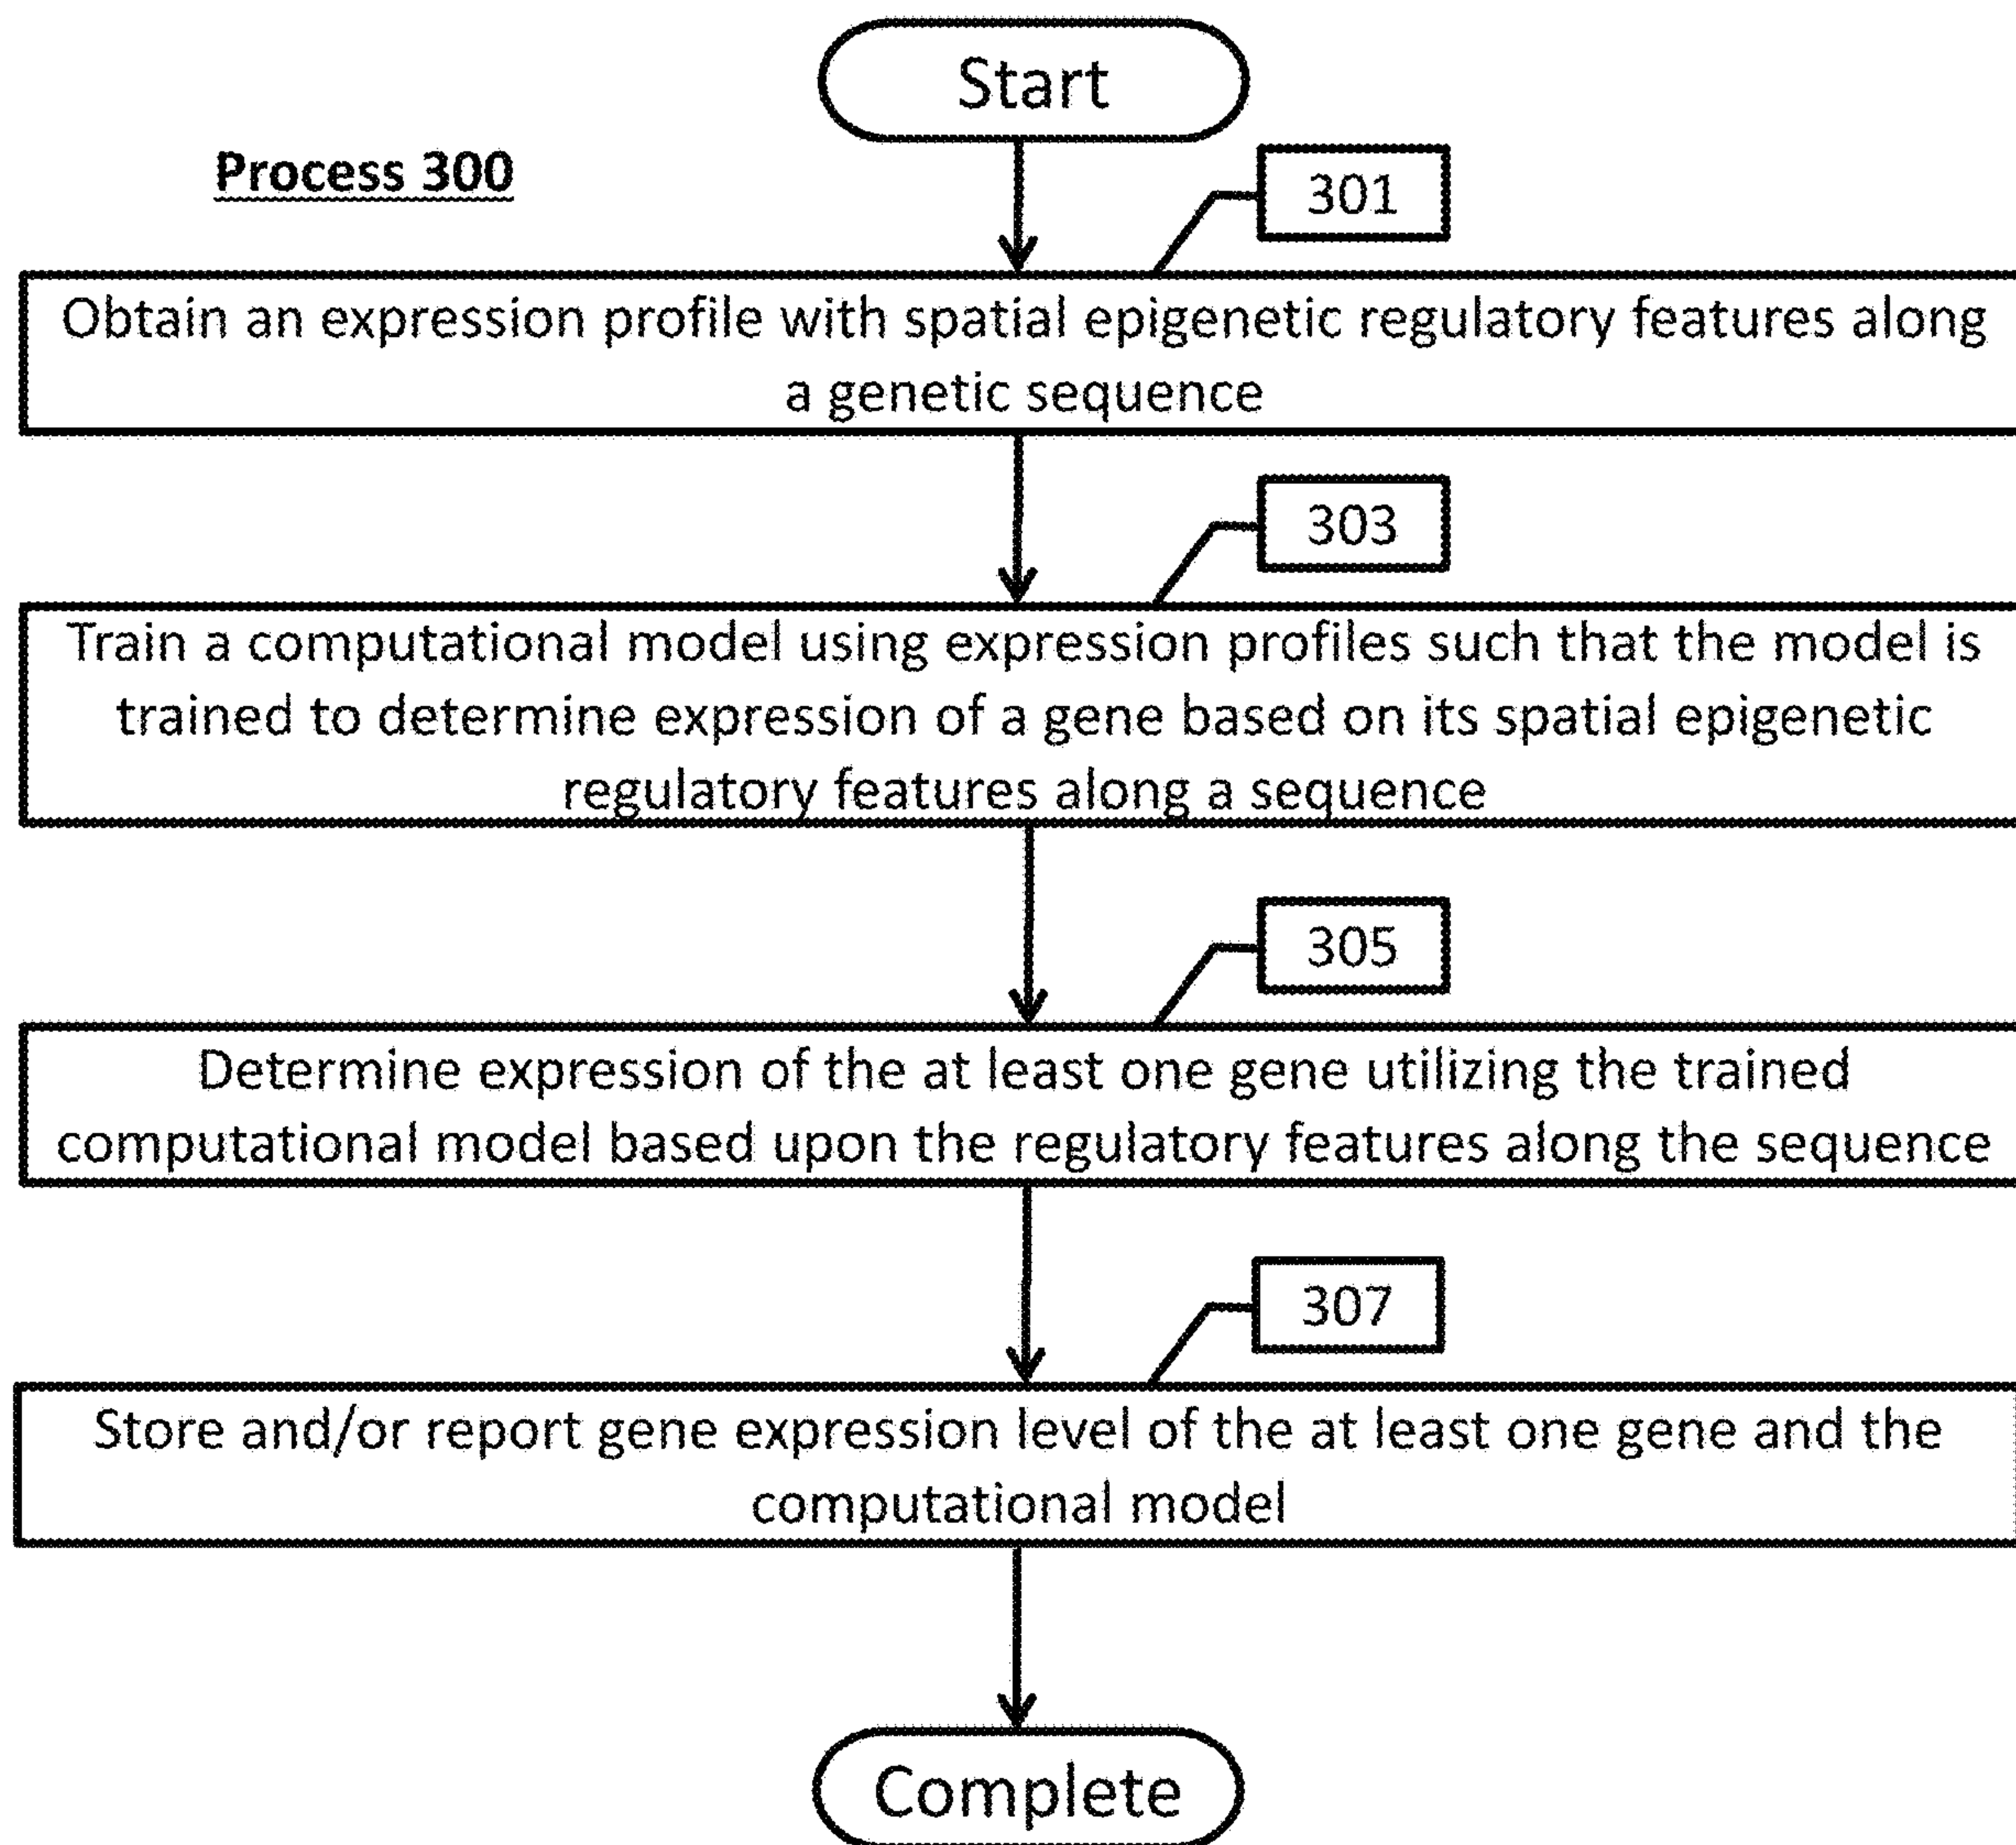 Start
Process 300
301
Obtain an expression profile with spatial epigenetic regulatory features along
a genetic sequence
303
Train a computational model using expression profiles such that the model is
trained to determine expression of a gene based on its spatial epigenetic
regulatory features along a sequence
305
Determine expression of the at least one gene utilizing the trained
computational model based upon the regulatory features along the sequence
307
Store and/or report gene expression level of the at least one gene and the
computational model
Complete